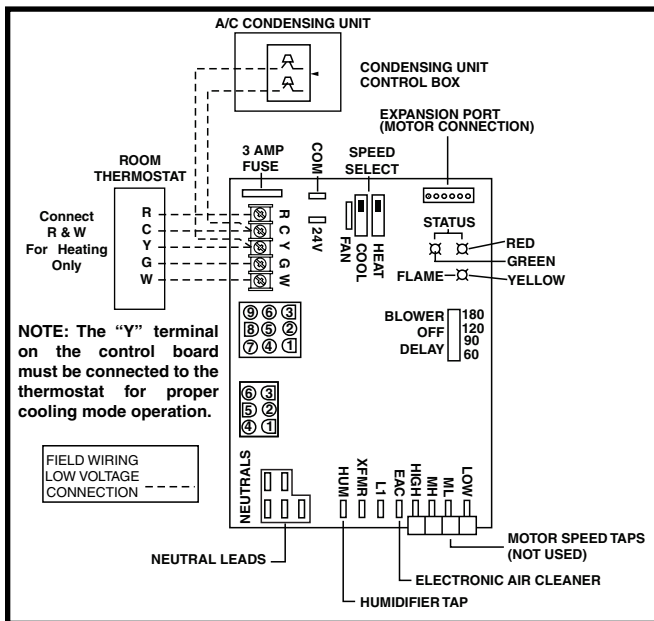 A/C CONDENSING UNIT
CONDENSING UNIT
CONTROL BOX
EXPANSION PORT
(MOTOR CONNECTION)
ROOM
THERMOSTAT
3 AMP
FUSE
COM
SPEED
SELECT
Connect
R & W
For Heating
Only
R
C
Y
G
W
R
C
Y
G
W
24V
FAN
COOL
HEAT
STATUS
RED
GREEN
FLAME
YELLOW
BLOWER
OFF
DELAY
180
120
90
60
9 6 3
8 5 2
7 4 1
NOTE: The “Y” terminal
on the control board
must be connected to the
thermostat for proper
cooling mode operation.
6 3
5 2
4 1
FIELD WIRING
LOW VOLTAGE
CONNECTION
NEUTRALS
HUM
XFMR
L1
EAC
HIGH
MH
ML
LOW
NEUTRAL LEADS
MOTOR SPEED TAPS
(NOT USED)
ELECTRONIC AIR CLEANER
HUMIDIFIER TAP